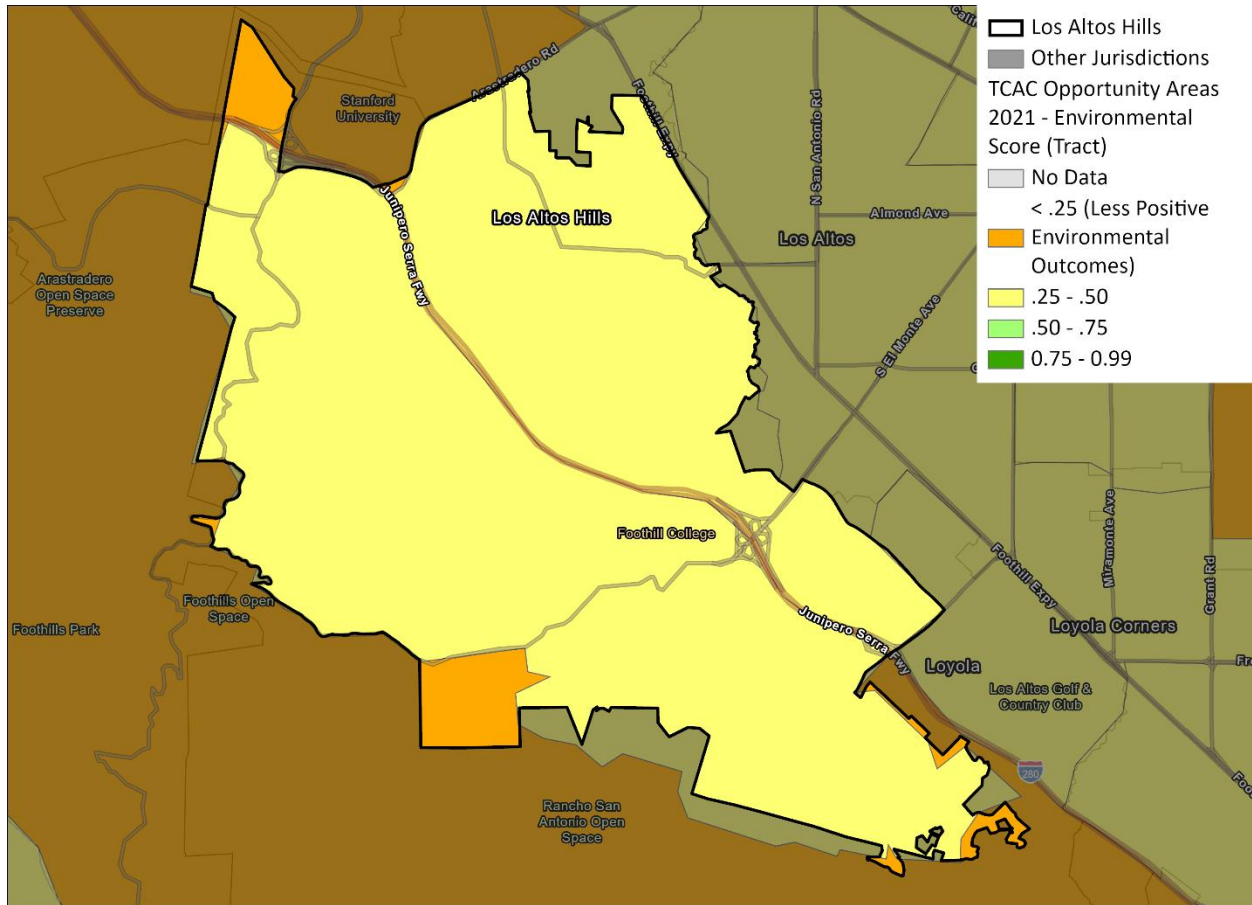 Los Altos Hills
Other Jurisdictions
TCAC Opportunity Areas
2021 - Environmental
Score (Tract)
No Data
< .25 (Less Positive
Environmental
Outcomes)
.25 - .50
.50 - .75
0.75 - 0.99
Arastradero Rd
Stanford
University
Foothill Expy
N San Antonio Rd
Almond Ave
Los Altos Hills
Los Altos
Junipero Serra Fwy
Arastradero
Open Space
Preserve
S El Monte Ave
Foothill College
Foothill Expy
Miramonte Ave
Grant Rd
Foothills Open
Space
Foothills Park
Junipero Serra Fwy
Loyola Corners
Loyola
Los Altos Golf &
Country Club
280
Rancho San
Antonio Open
Space